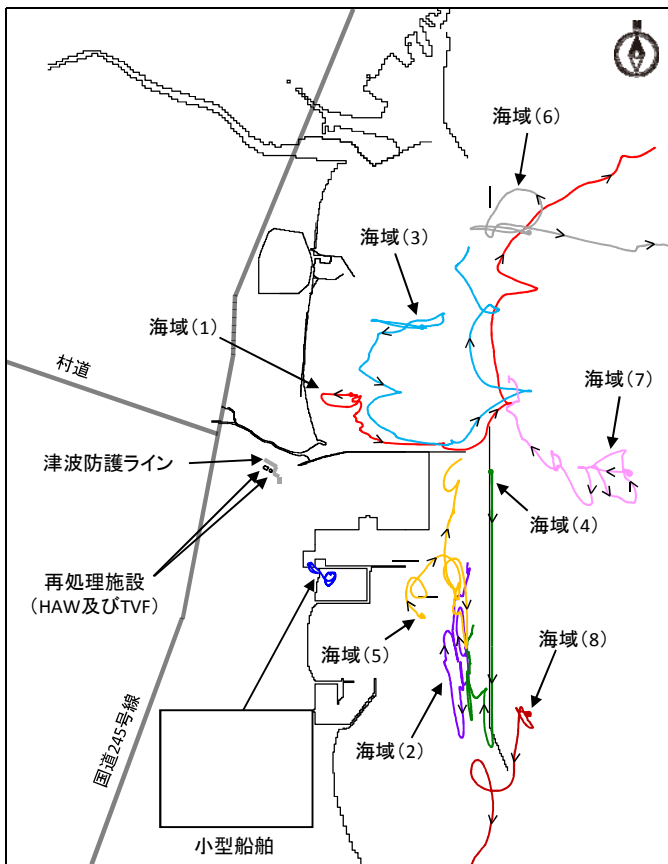 海域(6)
海域(3)
海域(1)
村道
海域(7)
津波防護ライン
海域(4)
再処理施設
(HAW及びTVF)
海域(5)
海域(8)
海域(2)
国道245号線
小型船舶